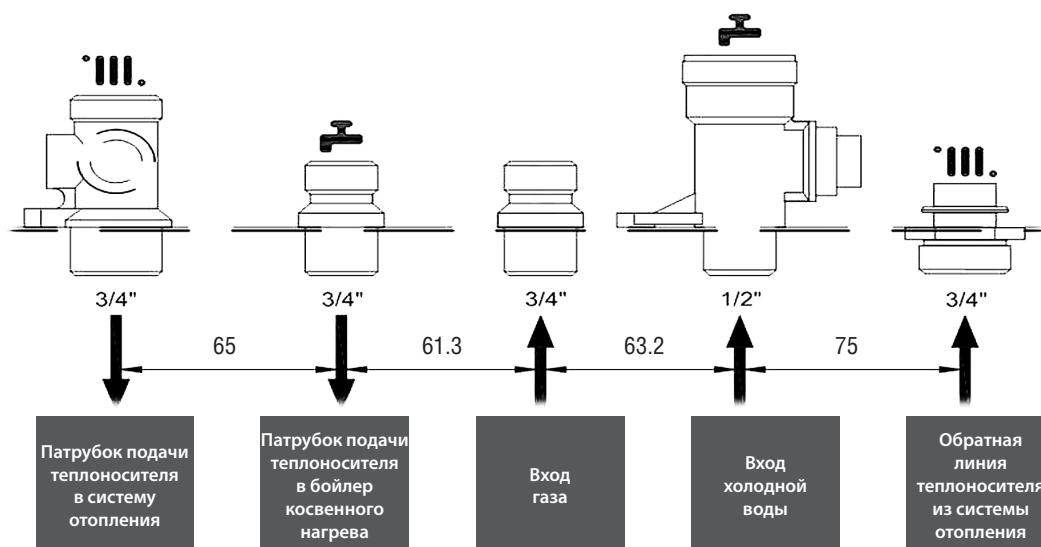 3/4"
3/4"
3/4"
1/2"
3/4"
65
61.3
63.2
75
Патрубок подачи
теплоносителя
в систему
отопления
Патрубок подачи
теплоносителя
в бойлер
косвенного
нагрева
Вход
газа
Вход
холодной
воды
Обратная
линия
теплоносителя
из системы
отопления